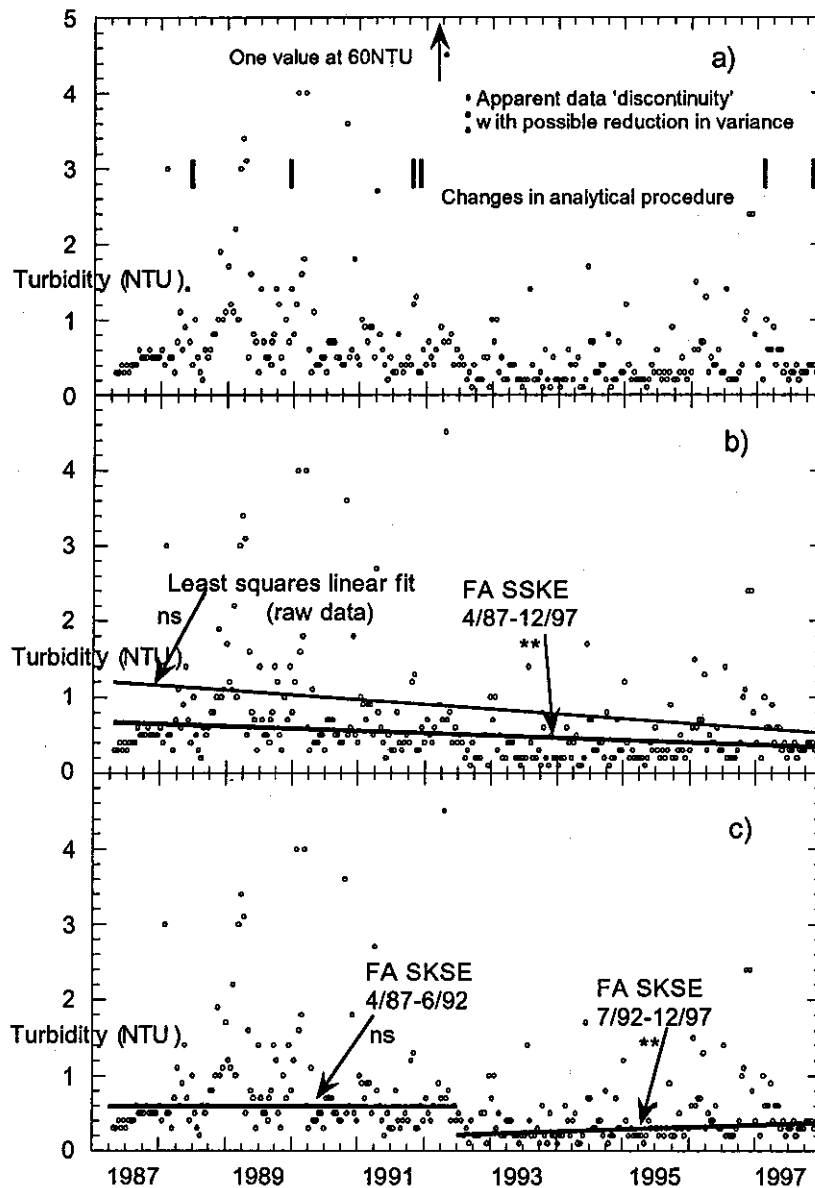 5
4
3
2
1
0
One value at 60NTU
a)
Apparent data 'discontinuity'
with possible reduction in variance
Changes in analytical procedure
Turbidity (NTU)
4
3
2
1
0
b)
Least squares linear fit
(raw data)
ns
FA SSKE
4/87-12/97
**
Turbidity (NTU)
4
3
2
1
0
c)
FA SKSE
4/87-6/92
ns
FA SKSE
7/92-12/97
**
Turbidity (NTU)
1987 1989 1991 1993 1995 1997